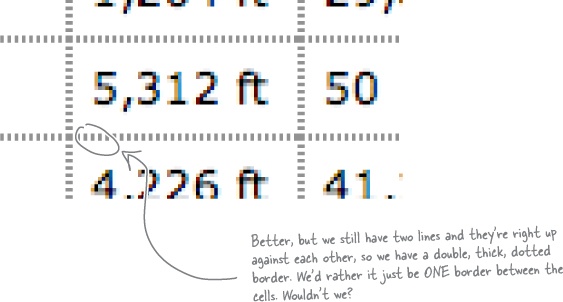 5,312 ft 50
4.226 ft 41.
Better, but we still have two lines and they're right up
against each other, so we have a double, thick, dotted
border. We'd rather it just be ONE border between the
cells. Wouldn't we?